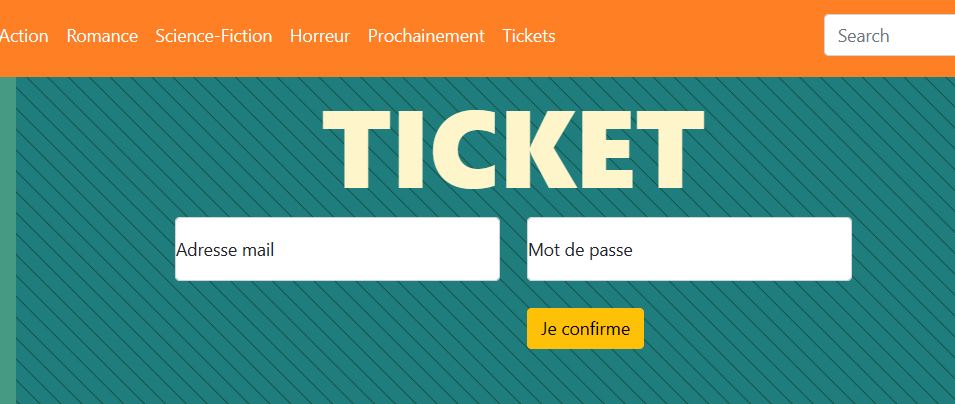 Action Romance Science-Fiction Horreur Prochainement Tickets Search
TICKET
Adresse mail Mot de passe
Je confirme